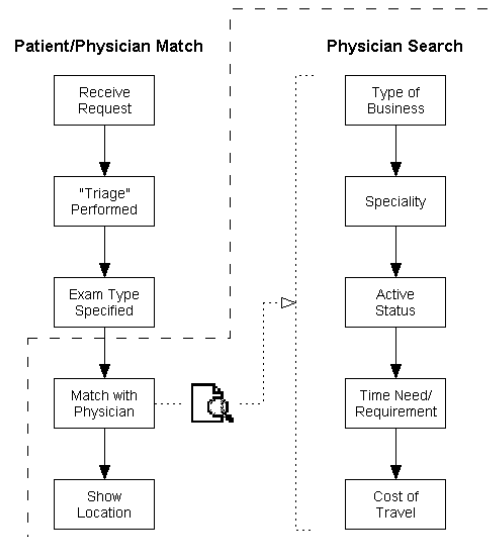 Patient/Physician Match
Receive
Request
"Triage"
Performed
Exam Type
Specified
Match with
Physician
Show
Location
Physician Search
Type of
Business
Speciality
Active
Status
Time Need/
Requirement
Cost of
Travel